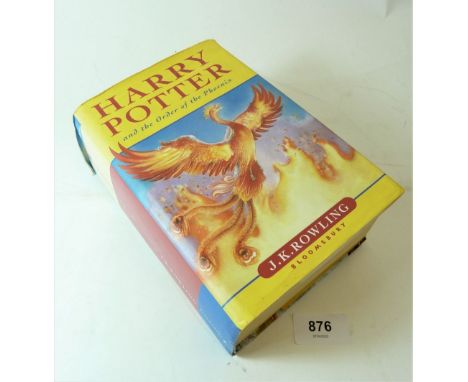 HARRY
POTTER
and the Order of the Phoenix
J.K.ROWLING
BLOOMSBURY
876